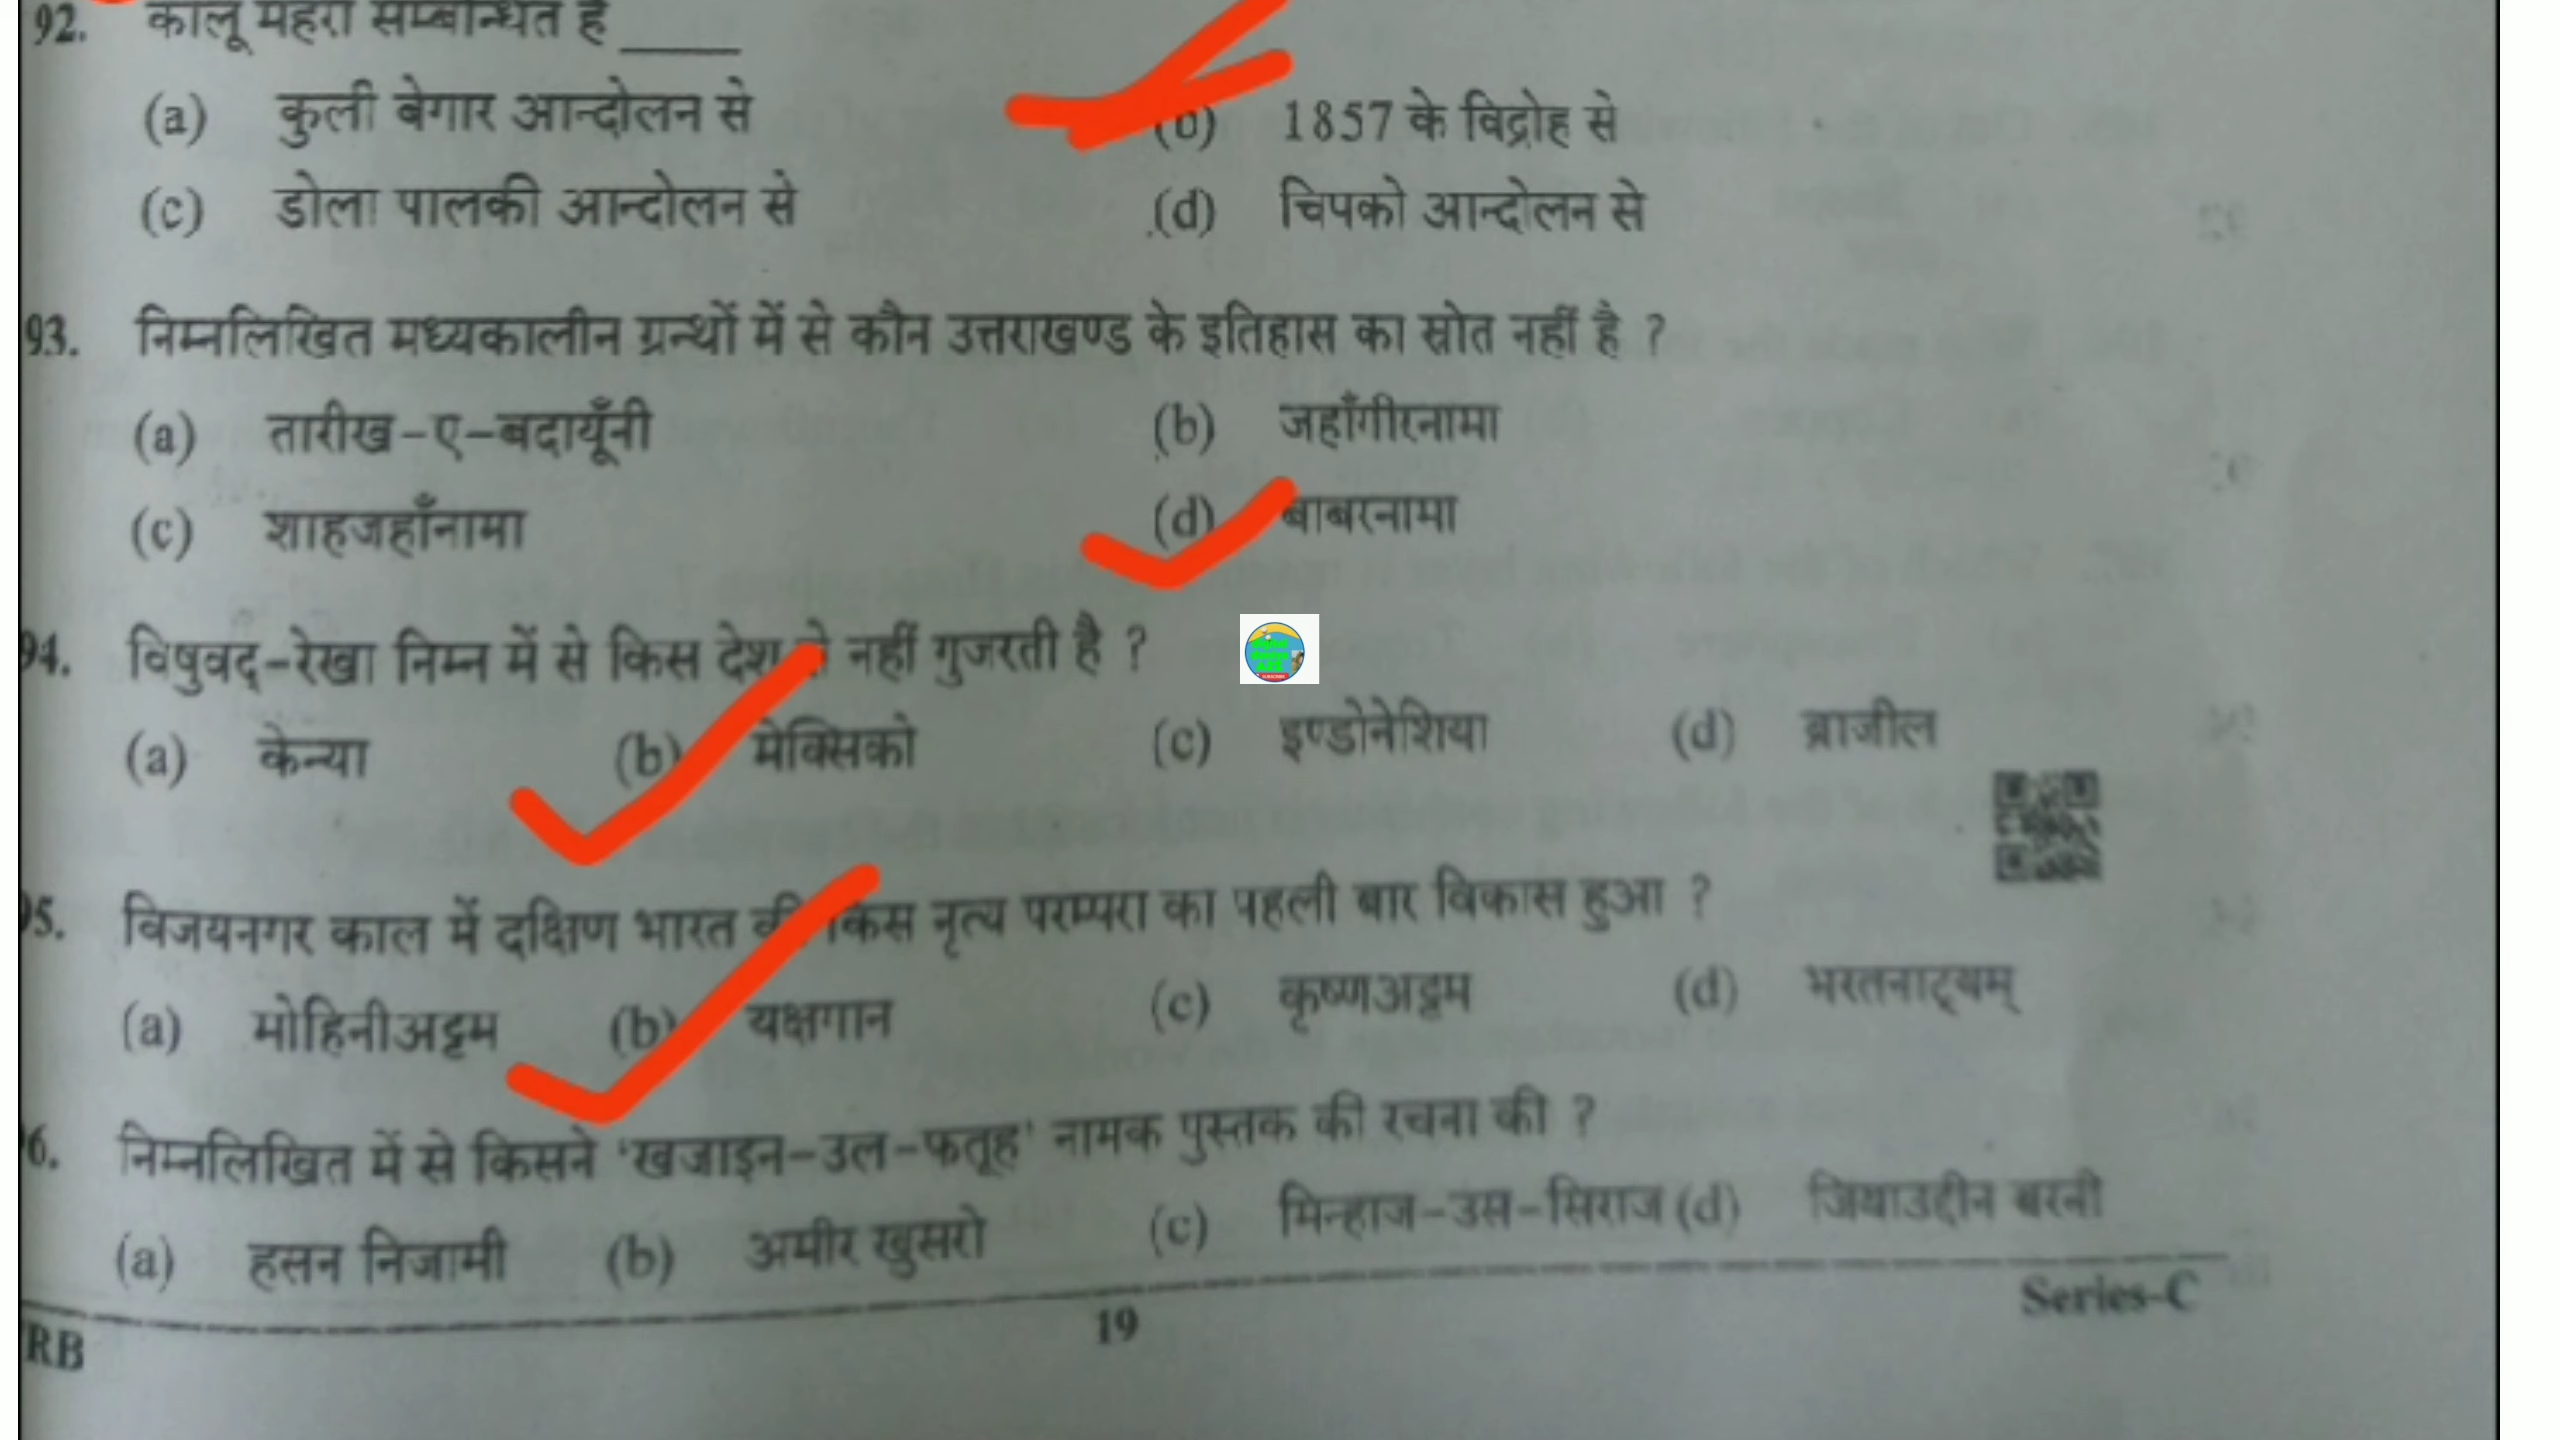 92. कालू महरा सम्बन्धित है ____
(a) कुली बेगार आन्दोलन से (b) 1857 के विद्रोह से
(c) डोला पालकी आन्दोलन से (d) चिपको आन्दोलन से
93. निम्नलिखित मध्यकालीन ग्रन्थों में से कौन उत्तराखण्ड के इतिहास का स्रोत नहीं है ?
(a) तारीख-ए-बदायूँनी (b) जहाँगीरनामा
(c) शाहजहाँनामा (d) बाबरनामा
94. विषुवद्-रेखा निम्न में से किस देश से नहीं गुजरती है ?
(a) केन्या (b) मेक्सिको (c) इण्डोनेशिया (d) ब्राजील
95. विजयनगर काल में दक्षिण भारत की किस नृत्य परम्परा का पहली बार विकास हुआ ?
(a) मोहिनीअट्टम (b) यक्षगान (c) कृष्णअट्टम (d) भरतनाट्यम्
96. निम्नलिखित में से किसने 'खजाइन-उल-फतूह' नामक पुस्तक की रचना की ?
(a) हसन निजामी (b) अमीर खुसरो (c) मिन्हाज-उस-सिराज (d) जियाउद्दीन बरनी
RB 19 Series-C